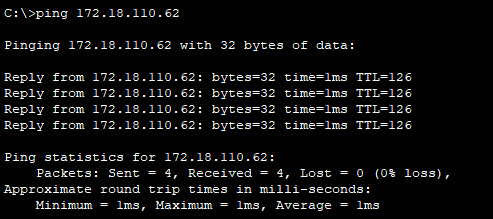 C:\>ping 172.18.110.62
Pinging 172.18.110.62 with 32 bytes of data:
Reply from 172.18.110.62: bytes=32 time=1ms TTL=126
Reply from 172.18.110.62: bytes=32 time=1ms TTL=126
Reply from 172.18.110.62: bytes=32 time=1ms TTL=126
Reply from 172.18.110.62: bytes=32 time=1ms TTL=126
Ping statistics for 172.18.110.62:
Packets: Sent = 4, Received = 4, Lost = 0 (0% loss),
Approximate round trip times in milli-seconds:
Minimum = 1ms, Maximum = 1ms, Average = 1ms